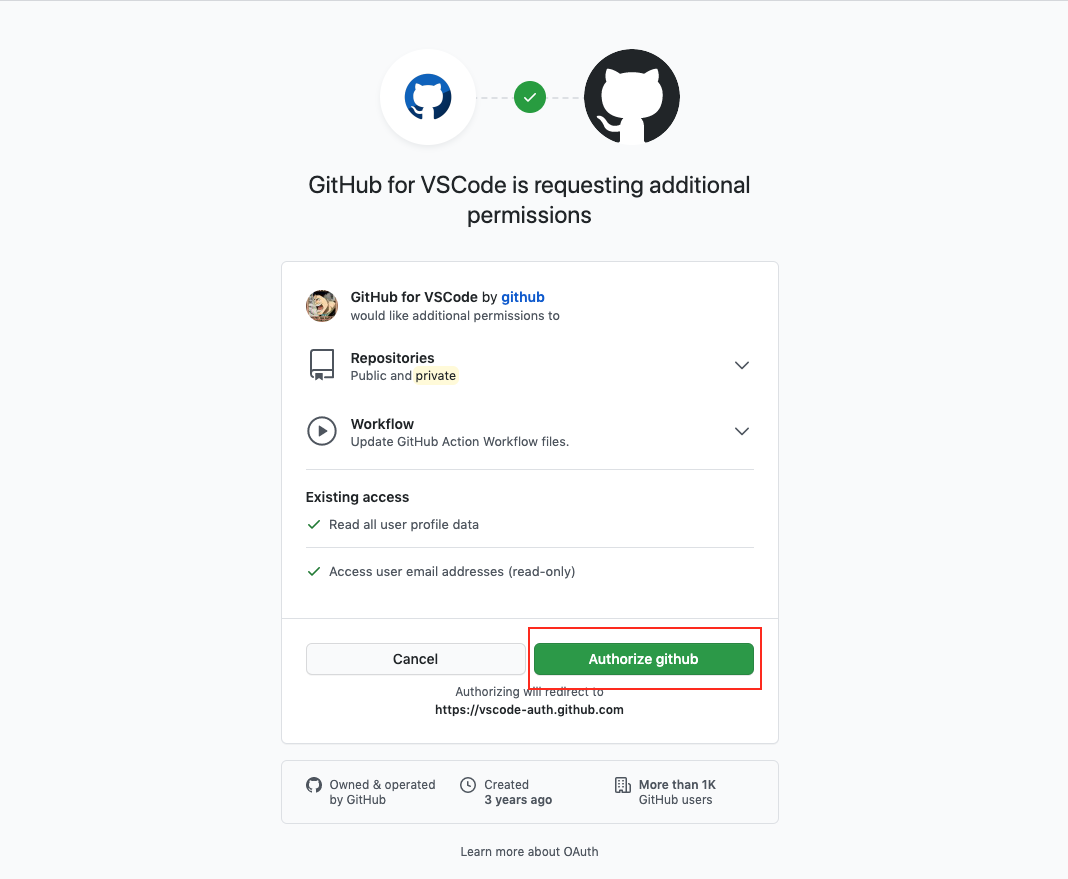 GitHub for VSCode is requesting additional
permissions
GitHub for VSCode by github
would like additional permissions to
Repositories
Public and private
Workflow
Update GitHub Action Workflow files.
Existing access
Read all user profile data
Access user email addresses (read-only)
Cancel
Authorize github
Authorizing will redirect to
https://vscode-auth.github.com
Owned & operated
by GitHub
Created
3 years ago
More than 1K
GitHub users
Learn more about OAuth